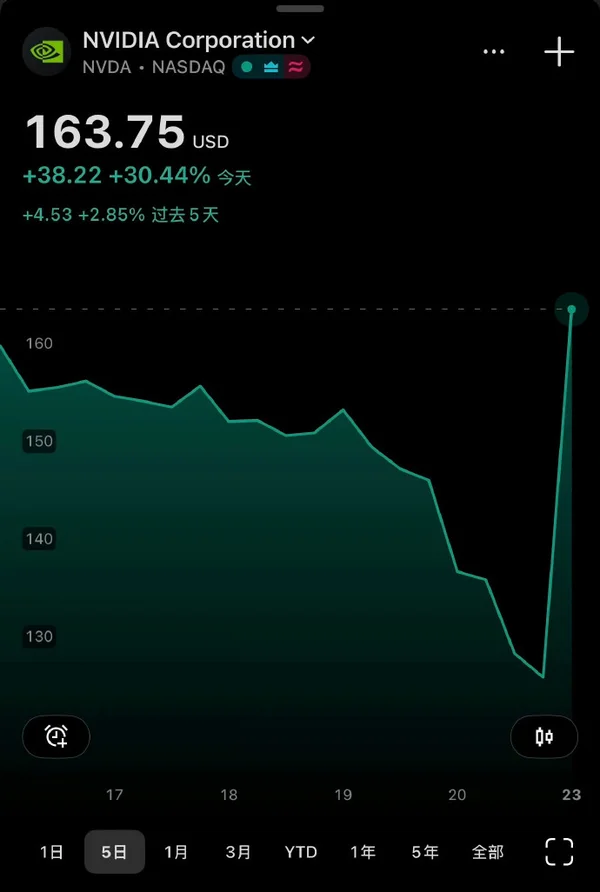 NVIDIA Corporation
NVDA • NASDAQ
163.75 USD
+38.22 +30.44% 今天
+4.53 +2.85% 过去5天
160
150
140
130
17 18 19 20 23
1日 5日 1月 3月 YTD 1年 5年 全部